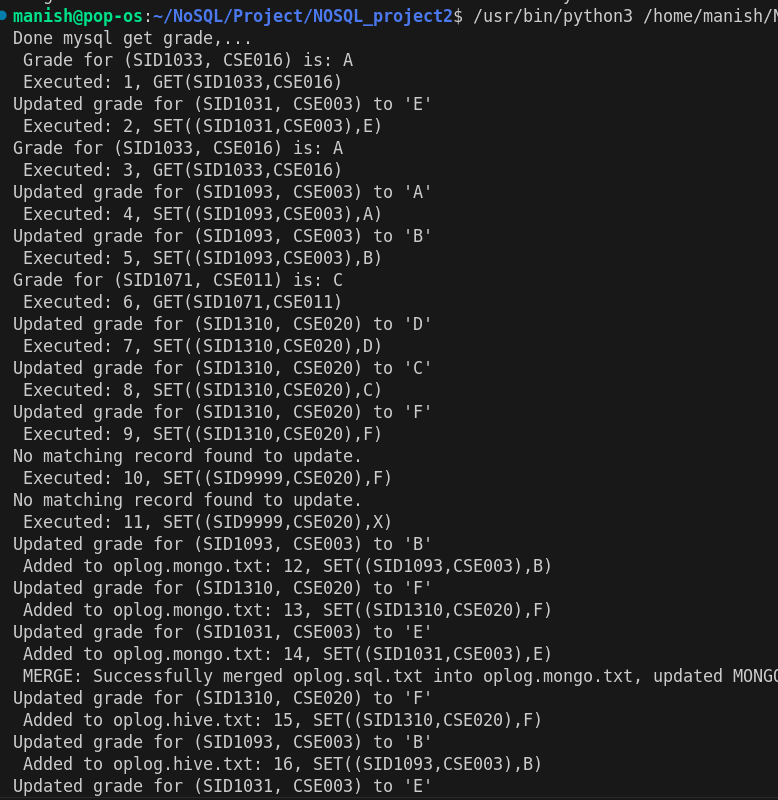 manish@pop-os:~/NoSQL/Project/NOSQL_project2$ /usr/bin/python3 /home/manish/N
Done mysql get grade,...
Grade for (SID1033, CSE016) is: A
Executed: 1, GET(SID1033,CSE016)
Updated grade for (SID1031, CSE003) to 'E'
Executed: 2, SET((SID1031,CSE003),E)
Grade for (SID1033, CSE016) is: A
Executed: 3, GET(SID1033,CSE016)
Updated grade for (SID1093, CSE003) to 'A'
Executed: 4, SET((SID1093,CSE003),A)
Updated grade for (SID1093, CSE003) to 'B'
Executed: 5, SET((SID1093,CSE003),B)
Grade for (SID1071, CSE011) is: C
Executed: 6, GET(SID1071,CSE011)
Updated grade for (SID1310, CSE020) to 'D'
Executed: 7, SET((SID1310,CSE020),D)
Updated grade for (SID1310, CSE020) to 'C'
Executed: 8, SET((SID1310,CSE020),C)
Updated grade for (SID1310, CSE020) to 'F'
Executed: 9, SET((SID1310,CSE020),F)
No matching record found to update.
Executed: 10, SET((SID9999,CSE020),F)
No matching record found to update.
Executed: 11, SET((SID9999,CSE020),X)
Updated grade for (SID1093, CSE003) to 'B'
Added to oplog.mongo.txt: 12, SET((SID1093,CSE003),B)
Updated grade for (SID1310, CSE020) to 'F'
Added to oplog.mongo.txt: 13, SET((SID1310,CSE020),F)
Updated grade for (SID1031, CSE003) to 'E'
Added to oplog.mongo.txt: 14, SET((SID1031,CSE003),E)
MERGE: Successfully merged oplog.sql.txt into oplog.mongo.txt, updated MONGO
Updated grade for (SID1310, CSE020) to 'F'
Added to oplog.hive.txt: 15, SET((SID1310,CSE020),F)
Updated grade for (SID1093, CSE003) to 'B'
Added to oplog.hive.txt: 16, SET((SID1093,CSE003),B)
Updated grade for (SID1031, CSE003) to 'E'